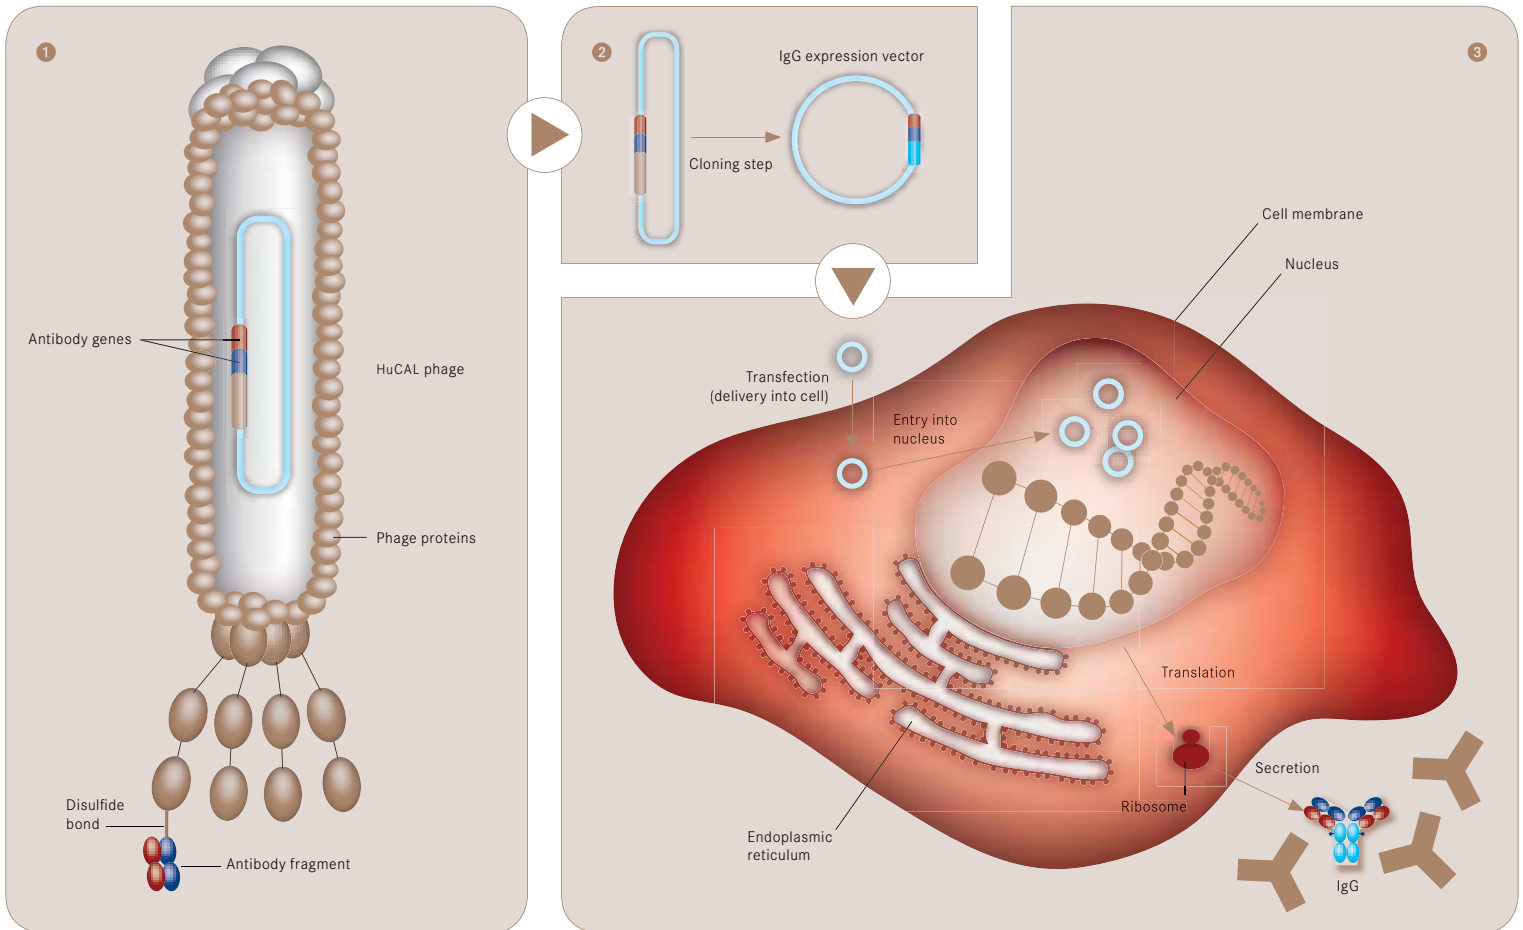 1
Antibody genes
HuCAL phage
Phage proteins
Disulfide
bond
Antibody fragment
2
IgG expression vector
Cloning step
3
Cell membrane
Nucleus
Transfection
(delivery into cell)
Entry into
nucleus
Translation
Secretion
Ribosome
Endoplasmic
reticulum
IgG